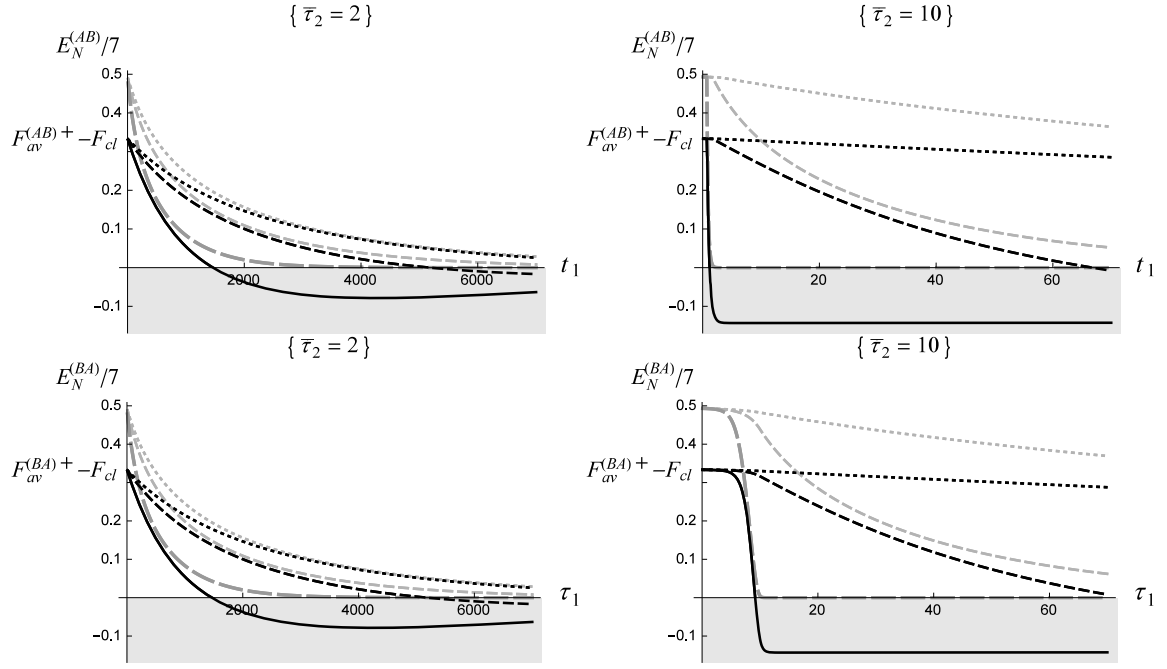 { τ̅₂ = 2 }
E_N^(AB)/7
0.5
0.4
F_av^(AB)+ −F_cl
0.2
0.1
−0.1
2000 4000 6000
t₁
{ τ̅₂ = 10 }
E_N^(AB)/7
0.5
0.4
F_av^(AB)+ −F_cl
0.2
0.1
−0.1
20 40 60
t₁
{ τ̅₂ = 2 }
E_N^(BA)/7
0.5
0.4
F_av^(BA)+ −F_cl
0.2
0.1
−0.1
2000 4000 6000
τ₁
{ τ̅₂ = 10 }
E_N^(BA)/7
0.5
0.4
F_av^(BA)+ −F_cl
0.2
0.1
−0.1
20 40 60
τ₁